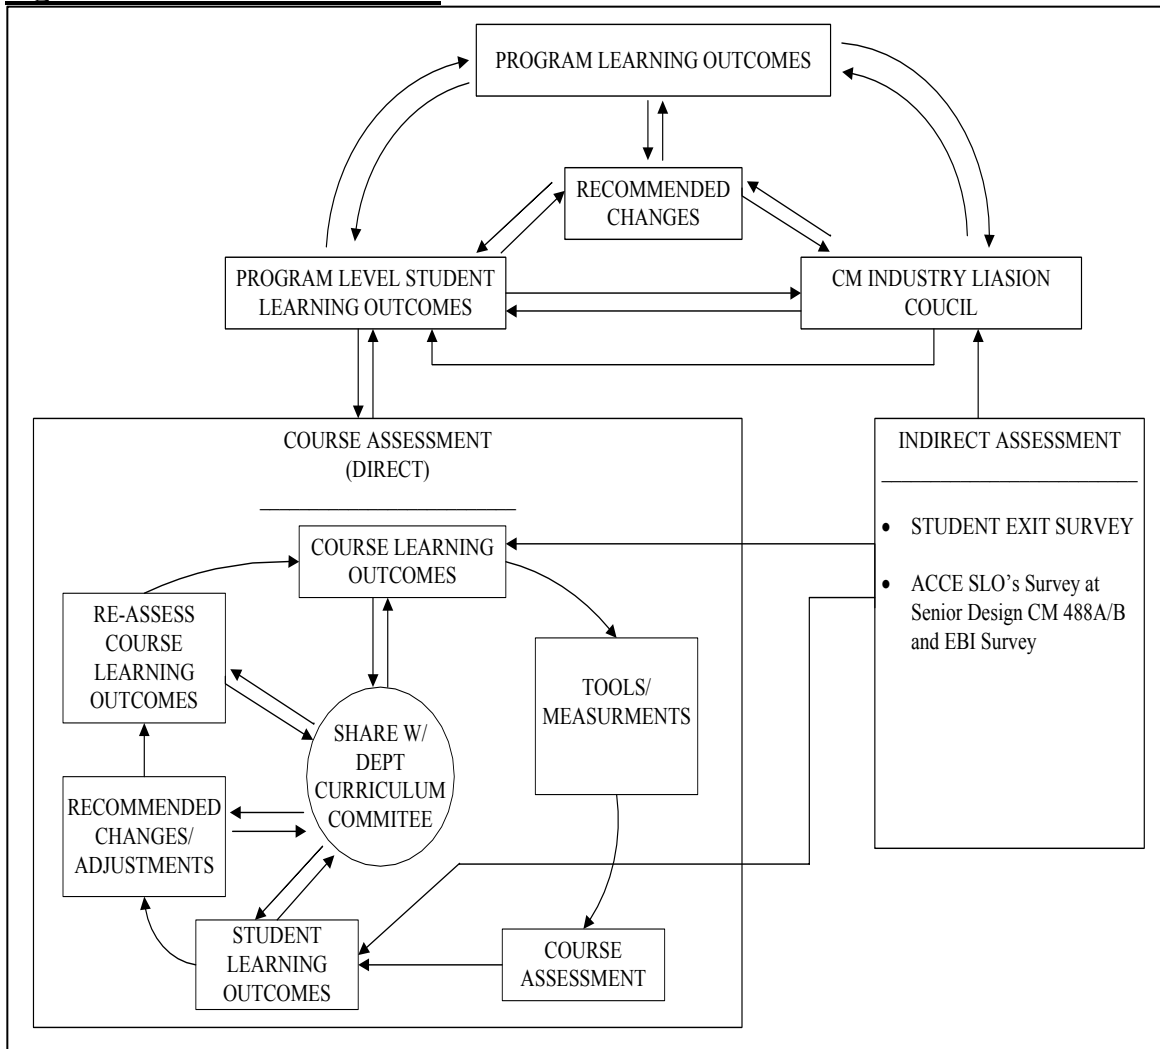 PROGRAM LEARNING OUTCOMES
RECOMMENDED
CHANGES
PROGRAM LEVEL STUDENT
LEARNING OUTCOMES
CM INDUSTRY LIASION
COUCIL
COURSE ASSESSMENT
(DIRECT)
INDIRECT ASSESSMENT
• STUDENT EXIT SURVEY
• ACCE SLO’s Survey at
Senior Design CM 488A/B
and EBI Survey
COURSE LEARNING
OUTCOMES
RE-ASSESS
COURSE
LEARNING
OUTCOMES
TOOLS/
MEASURMENTS
SHARE W/
DEPT
CURRICULUM
COMMITEE
RECOMMENDED
CHANGES/
ADJUSTMENTS
STUDENT
LEARNING
OUTCOMES
COURSE
ASSESSMENT